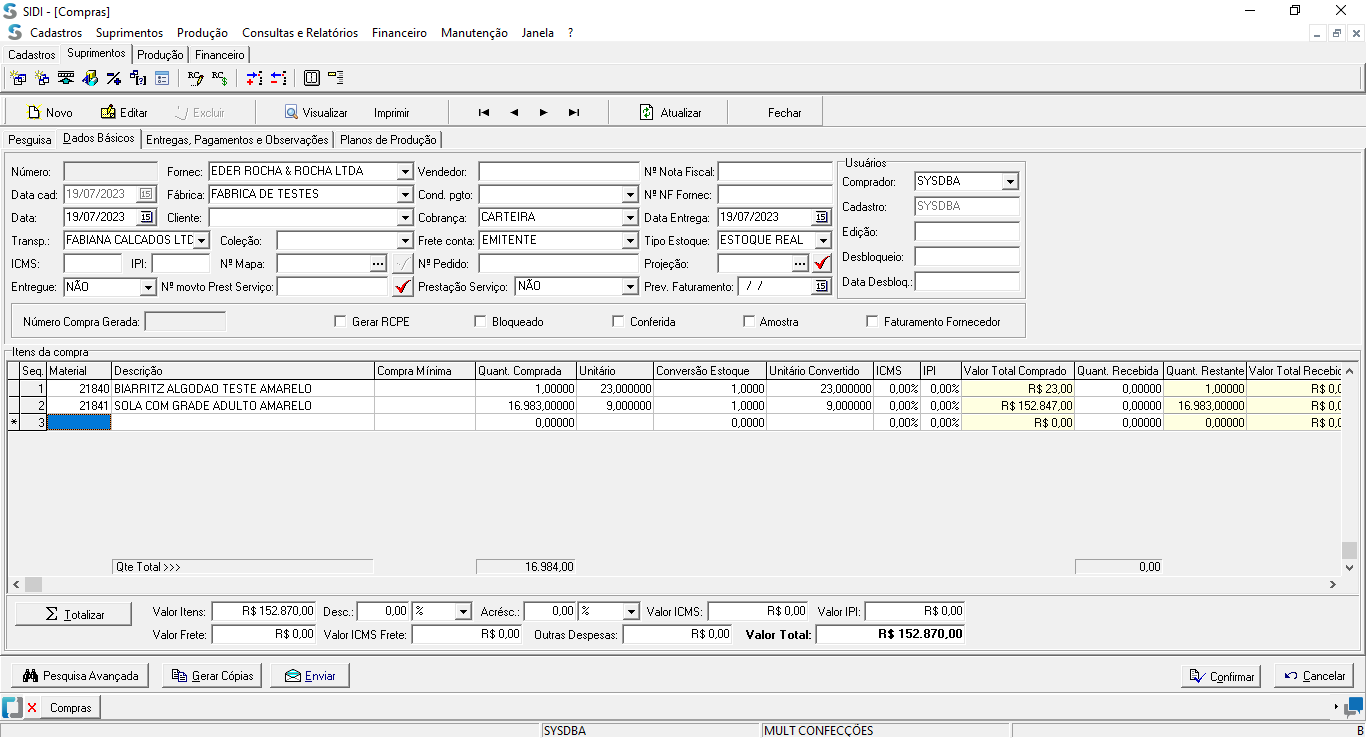 SIDI - [Compras]
Cadastros Suprimentos Produção Consultas e Relatórios Financeiro Manutenção Janela ?
Cadastros Suprimentos Produção Financeiro
Novo Editar Excluir Visualizar Imprimir Atualizar Fechar
Pesquisa Dados Básicos Entregas, Pagamentos e Observações Planos de Produção
Número: Fornec: EDER ROCHA & ROCHA LTDA Vendedor: Nº Nota Fiscal: Usuários
Comprador: SYSDBA
Data cad: 19/07/2023 15 Fábrica: FABRICA DE TESTES Cond. pgto: Nº NF Fornec:
Cadastro: SYSDBA
Data: 19/07/2023 15 Cliente: Cobrança: CARTEIRA Data Entrega: 19/07/2023 15
Edição:
Transp.: FABIANA CALCADOS LTC Coleção: Frete conta: EMITENTE Tipo Estoque: ESTOQUE REAL
Desbloqueio:
ICMS: IPI: Nº Mapa: ... Nº Pedido: Projeção: ...
Data Desbloq.:
Entregue: NÃO Nº movto Prest Serviço: Prestação Serviço: NÃO Prev. Faturamento: / / 15
Número Compra Gerada: Gerar RCPE Bloqueado Conferida Amostra Faturamento Fornecedor
Itens da compra
Seq. Material Descrição Compra Mínima Quant. Comprada Unitário Conversão Estoque Unitário Convertido ICMS IPI Valor Total Comprado Quant. Recebida Quant. Restante Valor Total Recebic
1 21840 BIARRITZ ALGODAO TESTE AMARELO 1,00000 23,000000 1,0000 23,000000 0,00% 0,00% R$ 23,00 0,00000 1,00000 R$ 0,0
2 21841 SOLA COM GRADE ADULTO AMARELO 16.983,00000 9,000000 1,0000 9,000000 0,00% 0,00% R$ 152.847,00 0,00000 16.983,00000 R$ 0,0
* 3 0,00000 0,0000 0,00% 0,00% R$ 0,00 0,00000 0,00000 R$ 0,0
Qte Total >>> 16.984,00 0,00
Σ Totalizar Valor Itens: R$ 152.870,00 Desc.: 0,00 % Acrésc.: 0,00 % Valor ICMS: R$ 0,00 Valor IPI: R$ 0,00
Valor Frete: R$ 0,00 Valor ICMS Frete: R$ 0,00 Outras Despesas: R$ 0,00 Valor Total: R$ 152.870,00
Pesquisa Avançada Gerar Cópias Enviar Confirmar Cancelar
Compras
SYSDBA MULT CONFECÇÕES B